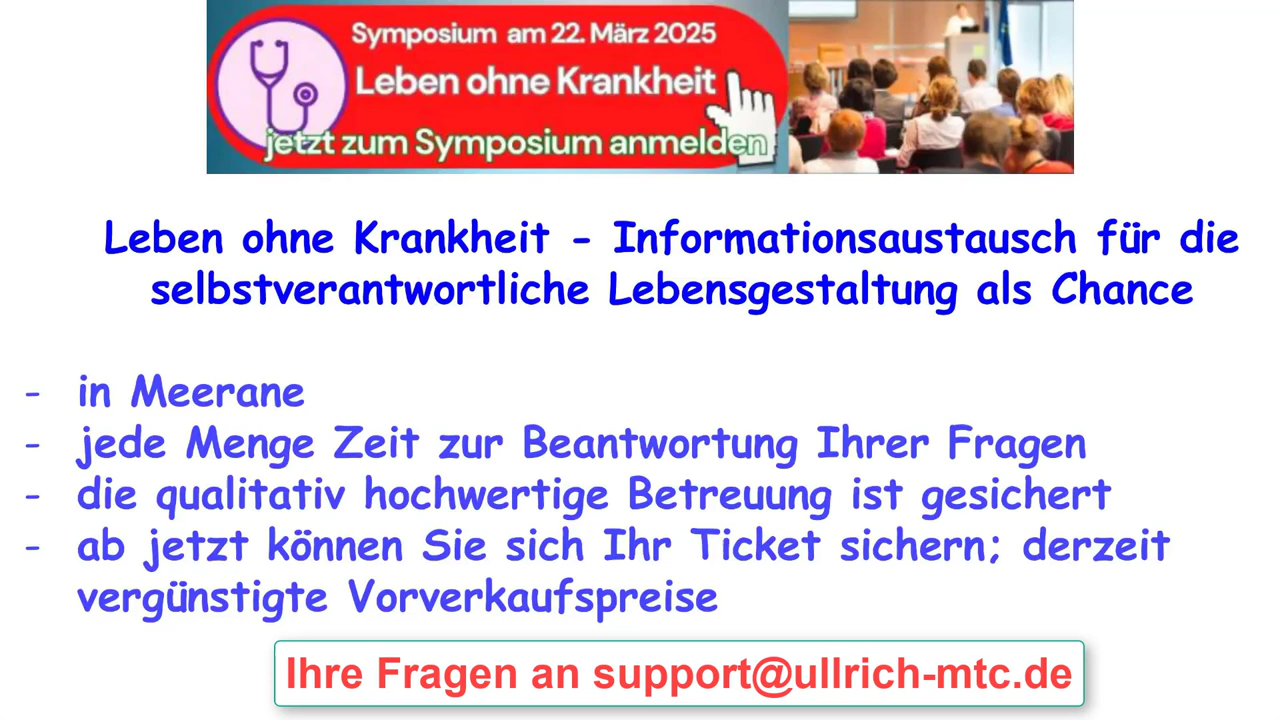 Symposium am 22. März 2025
Leben ohne Krankheit
jetzt zum Symposium anmelden
Leben ohne Krankheit - Informationsaustausch für die
selbstverantwortliche Lebensgestaltung als Chance
- in Meerane
- jede Menge Zeit zur Beantwortung Ihrer Fragen
- die qualitativ hochwertige Betreuung ist gesichert
- ab jetzt können Sie sich Ihr Ticket sichern; derzeit
vergünstigte Vorverkaufspreise
Ihre Fragen an support@ullrich-mtc.de